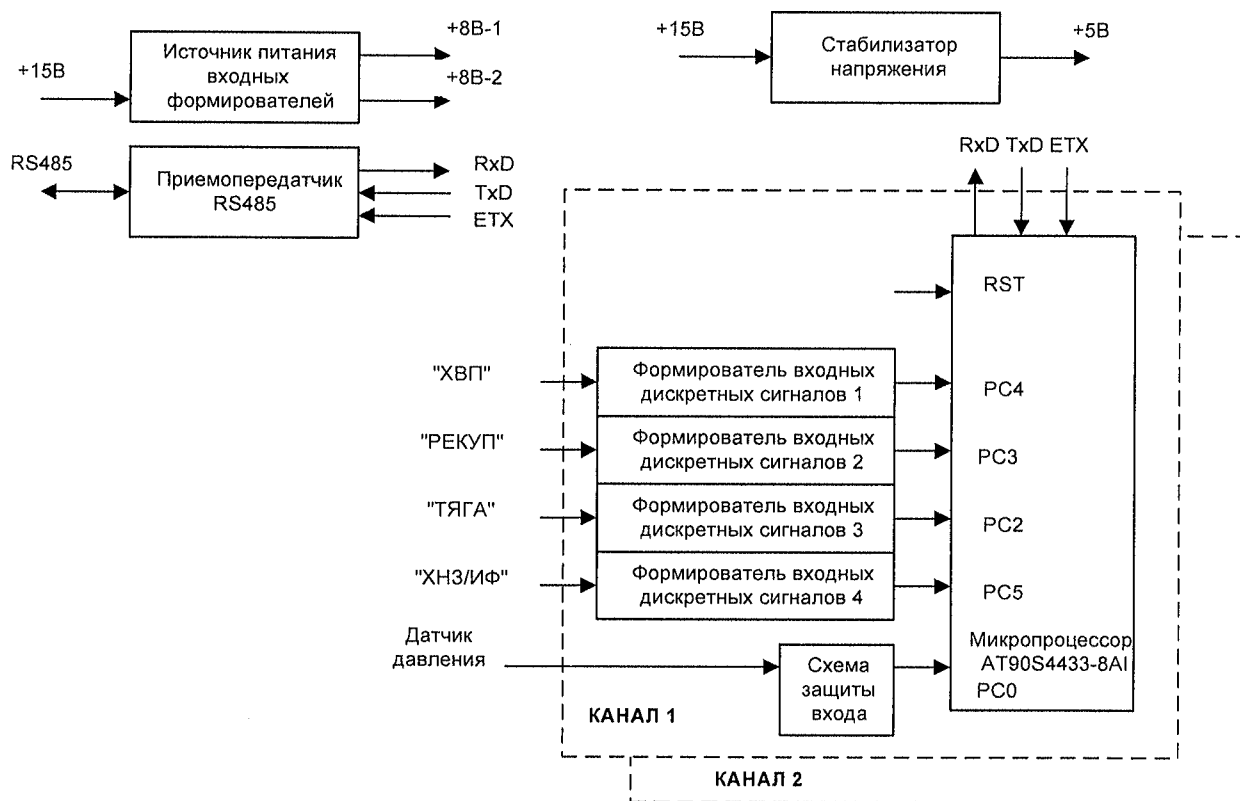 +15В
Источник питания
входных
формирователей
+8В-1
+8В-2
+15В
Стабилизатор
напряжения
+5В
RS485
Приемопередатчик
RS485
RxD
TxD
ETX
RxD TxD ETX
RST
"ХВП"
Формирователь входных
дискретных сигналов 1
PC4
"РЕКУП"
Формирователь входных
дискретных сигналов 2
PC3
"ТЯГА"
Формирователь входных
дискретных сигналов 3
PC2
"ХНЗ/ИФ"
Формирователь входных
дискретных сигналов 4
PC5
Датчик
давления
Схема
защиты
входа
Микропроцессор
AT90S4433-8AI
PC0
КАНАЛ 1
КАНАЛ 2